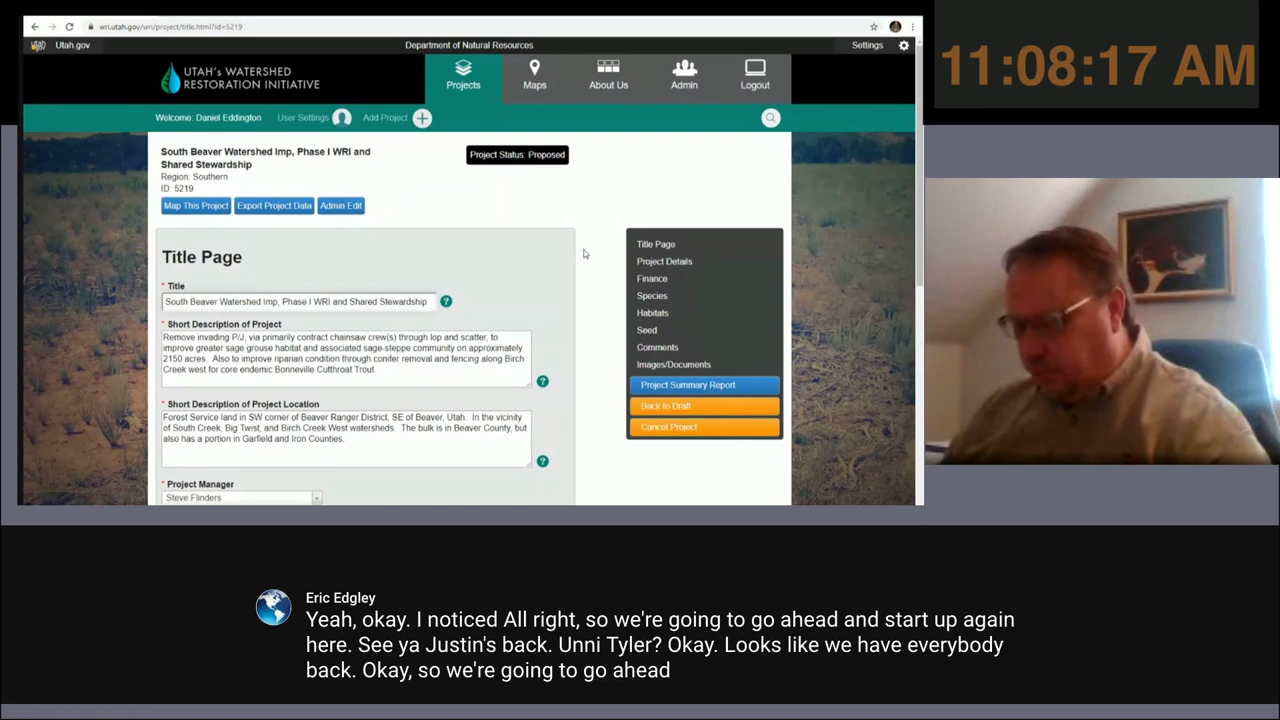 wri.utah.gov/wri/project/title.html?id=5219
11:08:17 AM
Utah.gov
Department of Natural Resources
Settings
UTAH'S WATERSHED
RESTORATION INITIATIVE
Projects
Maps
About Us
Admin
Logout
Welcome: Daniel Eddington
User Settings
Add Project
South Beaver Watershed Imp, Phase I WRI and
Shared Stewardship
Region: Southern
ID: 5219
Project Status: Proposed
Map This Project
Export Project Data
Admin Edit
Title Page
* Title
South Beaver Watershed Imp, Phase I WRI and Shared Stewardship
* Short Description of Project
Remove invading P/J, via primarily contract chainsaw crew(s) through lop and scatter, to
improve greater sage grouse habitat and associated sage-steppe community on approximately
2150 acres. Also to improve riparian condition through conifer removal and fencing along Birch
Creek west for core endemic Bonneville Cutthroat Trout.
* Short Description of Project Location
Forest Service land in SW corner of Beaver Ranger District, SE of Beaver, Utah. In the vicinity
of South Creek, Big Twist, and Birch Creek West watersheds. The bulk is in Beaver County, but
also has a portion in Garfield and Iron Counties.
* Project Manager
Steve Flinders
Title Page
Project Details
Finance
Species
Habitats
Seed
Comments
Images/Documents
Project Summary Report
Back to Draft
Cancel Project
Eric Edgley
Yeah, okay. I noticed All right, so we're going to go ahead and start up again
here. See ya Justin's back. Unni Tyler? Okay. Looks like we have everybody
back. Okay, so we're going to go ahead